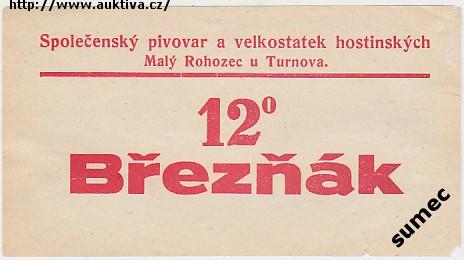 http://www.auktiva.cz/
Společenský pivovar a velkostatek hostinských
Malý Rohozec u Turnova.
12°
Březňák
sumec